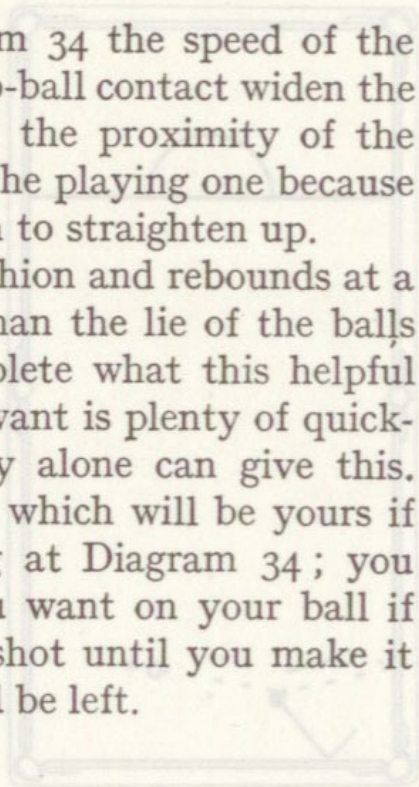 m 34 the speed of the
-ball contact widen the
the proximity of the
he playing one because
to straighten up.
hion and rebounds at a
an the lie of the balls
lete what this helpful
want is plenty of quick-
y alone can give this.
which will be yours if
at Diagram 34 ; you
want on your ball if
shot until you make it
be left.